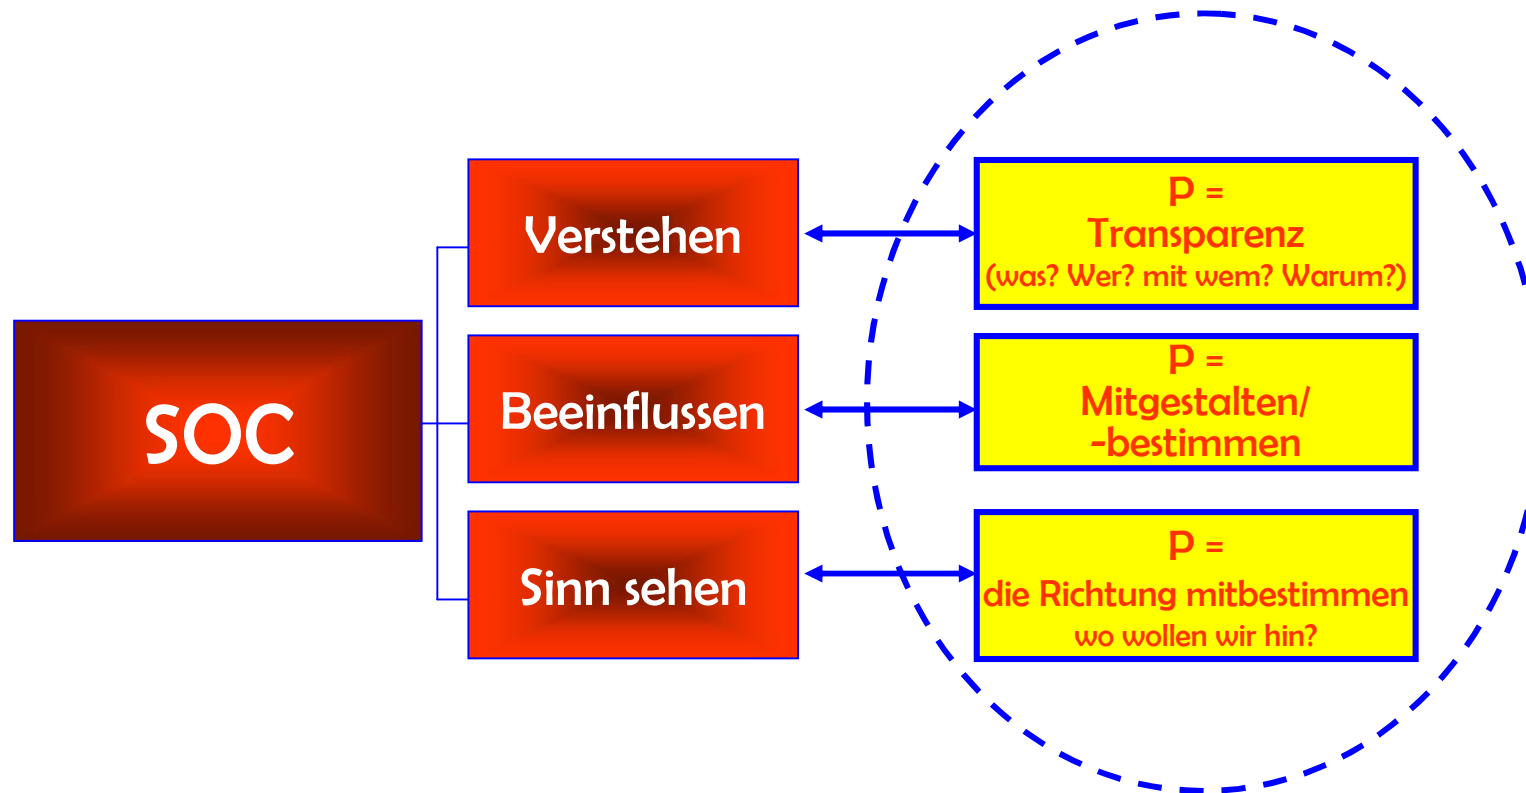 SOC
Verstehen
Beeinflussen
Sinn sehen
P =
Transparenz
(was? Wer? mit wem? Warum?)
P =
Mitgestalten/
-bestimmen
P =
die Richtung mitbestimmen
wo wollen wir hin?